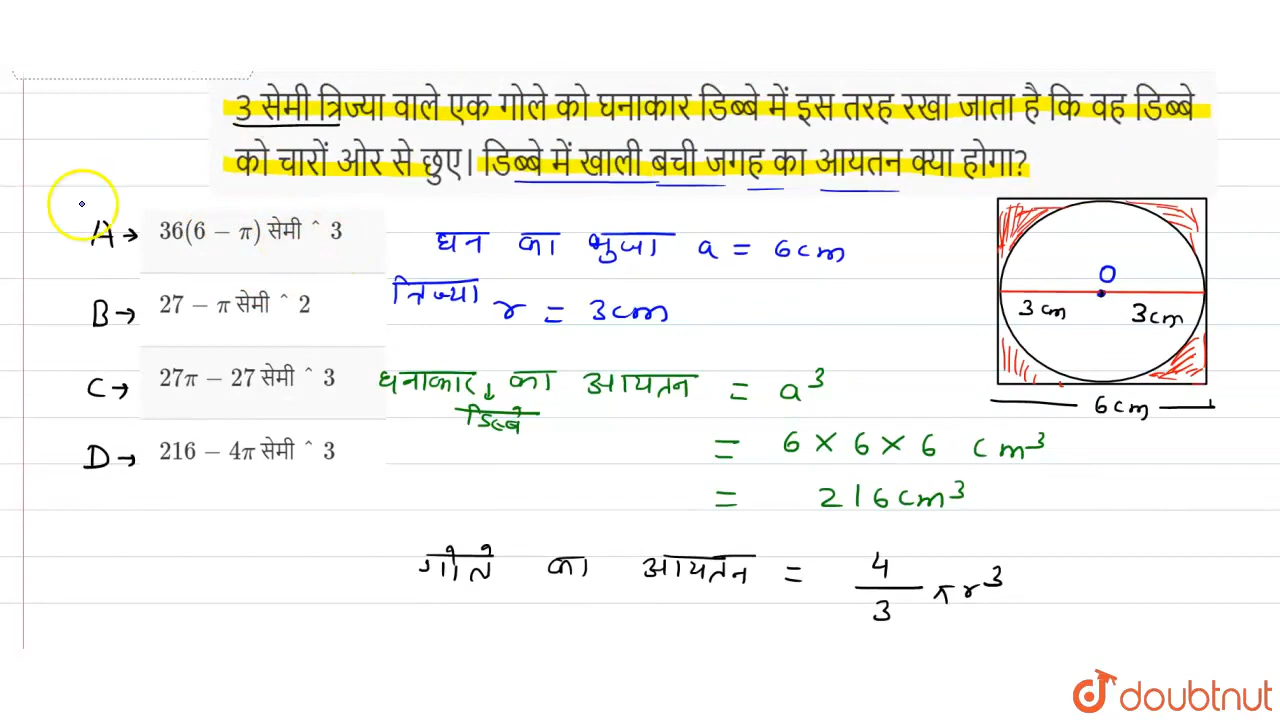 3 सेमी त्रिज्या वाले एक गोले को घनाकार डिब्बे में इस तरह रखा जाता है कि वह डिब्बे
को चारों ओर से छुए। डिब्बे में खाली बची जगह का आयतन क्या होगा?
A → 36(6 − π) सेमी ^ 3
B → 27 − π सेमी ^ 2
C → 27π − 27 सेमी ^ 3
D → 216 − 4π सेमी ^ 3
घन का भुजा a = 6cm
त्रिज्या r = 3cm
घनाकार ↓ का आयतन = a³
डिब्बे
= 6 × 6 × 6 cm³
= 216cm³
गोले का आयतन = 4/3 πr³
O
3cm 3cm
6cm
doubtnut